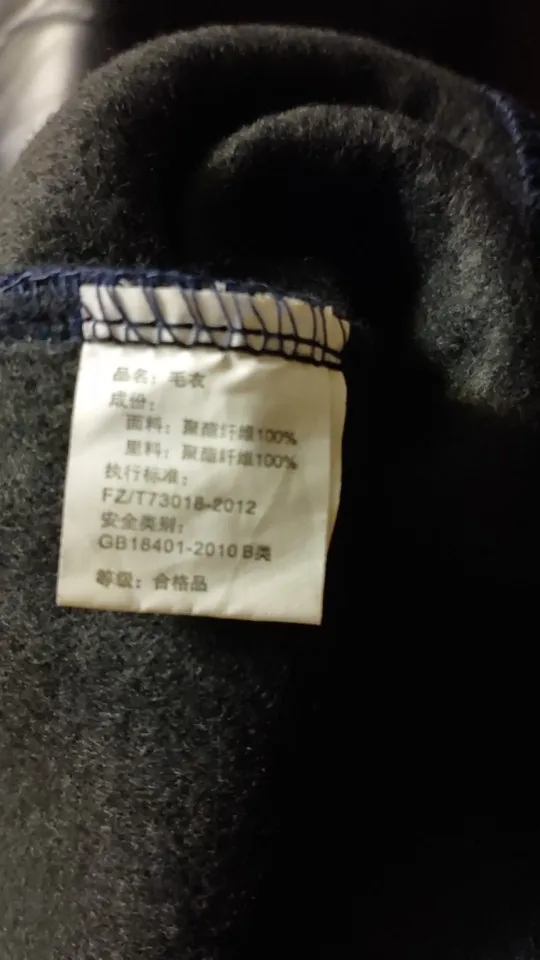 品名：毛衣
成份：
面料：聚酯纤维100%
里料：聚酯纤维100%
执行标准：
FZ/T73018-2012
安全类别：
GB18401-2010 B类
等级：合格品